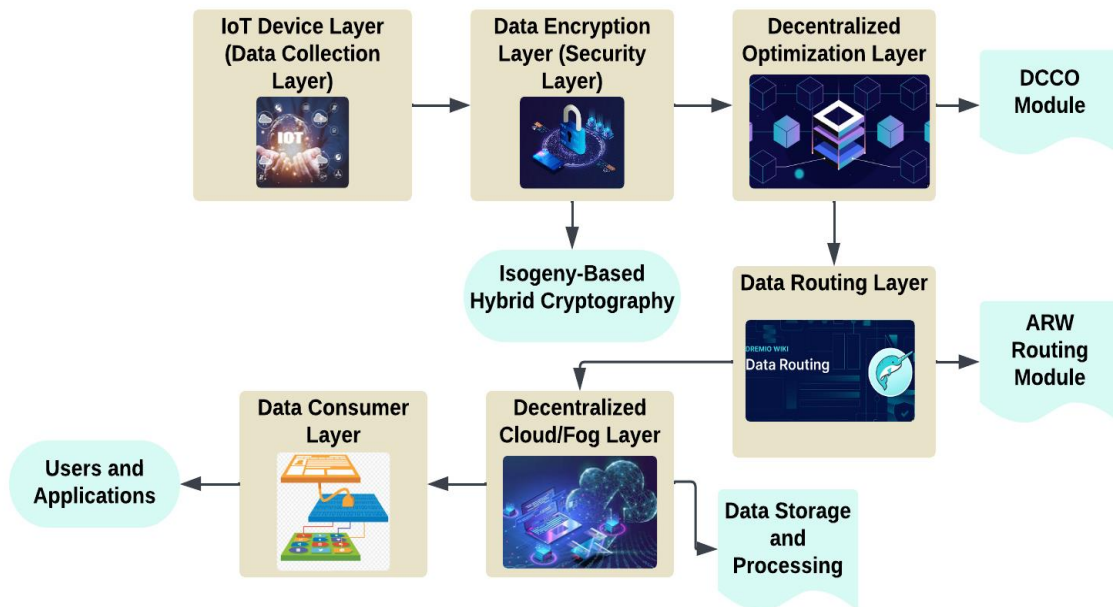 IoT Device Layer
(Data Collection
Layer)
IOT
Data Encryption
Layer (Security
Layer)
Decentralized
Optimization Layer
DCCO
Module
Isogeny-Based
Hybrid Cryptography
Data Routing Layer
DREMIO WIKI
Data Routing
ARW
Routing
Module
Data Consumer
Layer
Decentralized
Cloud/Fog Layer
Users and
Applications
Data Storage
and
Processing